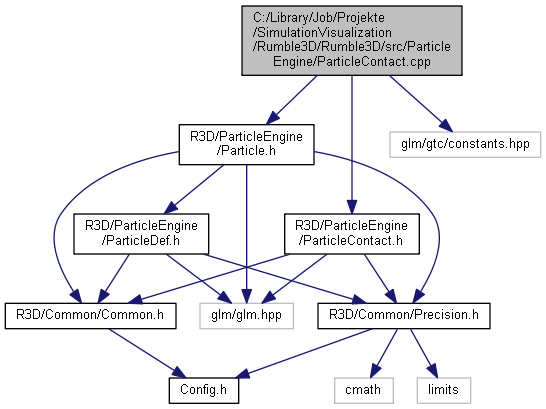 C:/Library/Job/Projekte
/SimulationVisualization
/Rumble3D/Rumble3D/src/Particle
Engine/ParticleContact.cpp
R3D/ParticleEngine
/Particle.h
glm/gtc/constants.hpp
R3D/ParticleEngine
/ParticleDef.h
R3D/ParticleEngine
/ParticleContact.h
R3D/Common/Common.h
glm/glm.hpp
R3D/Common/Precision.h
Config.h
cmath
limits